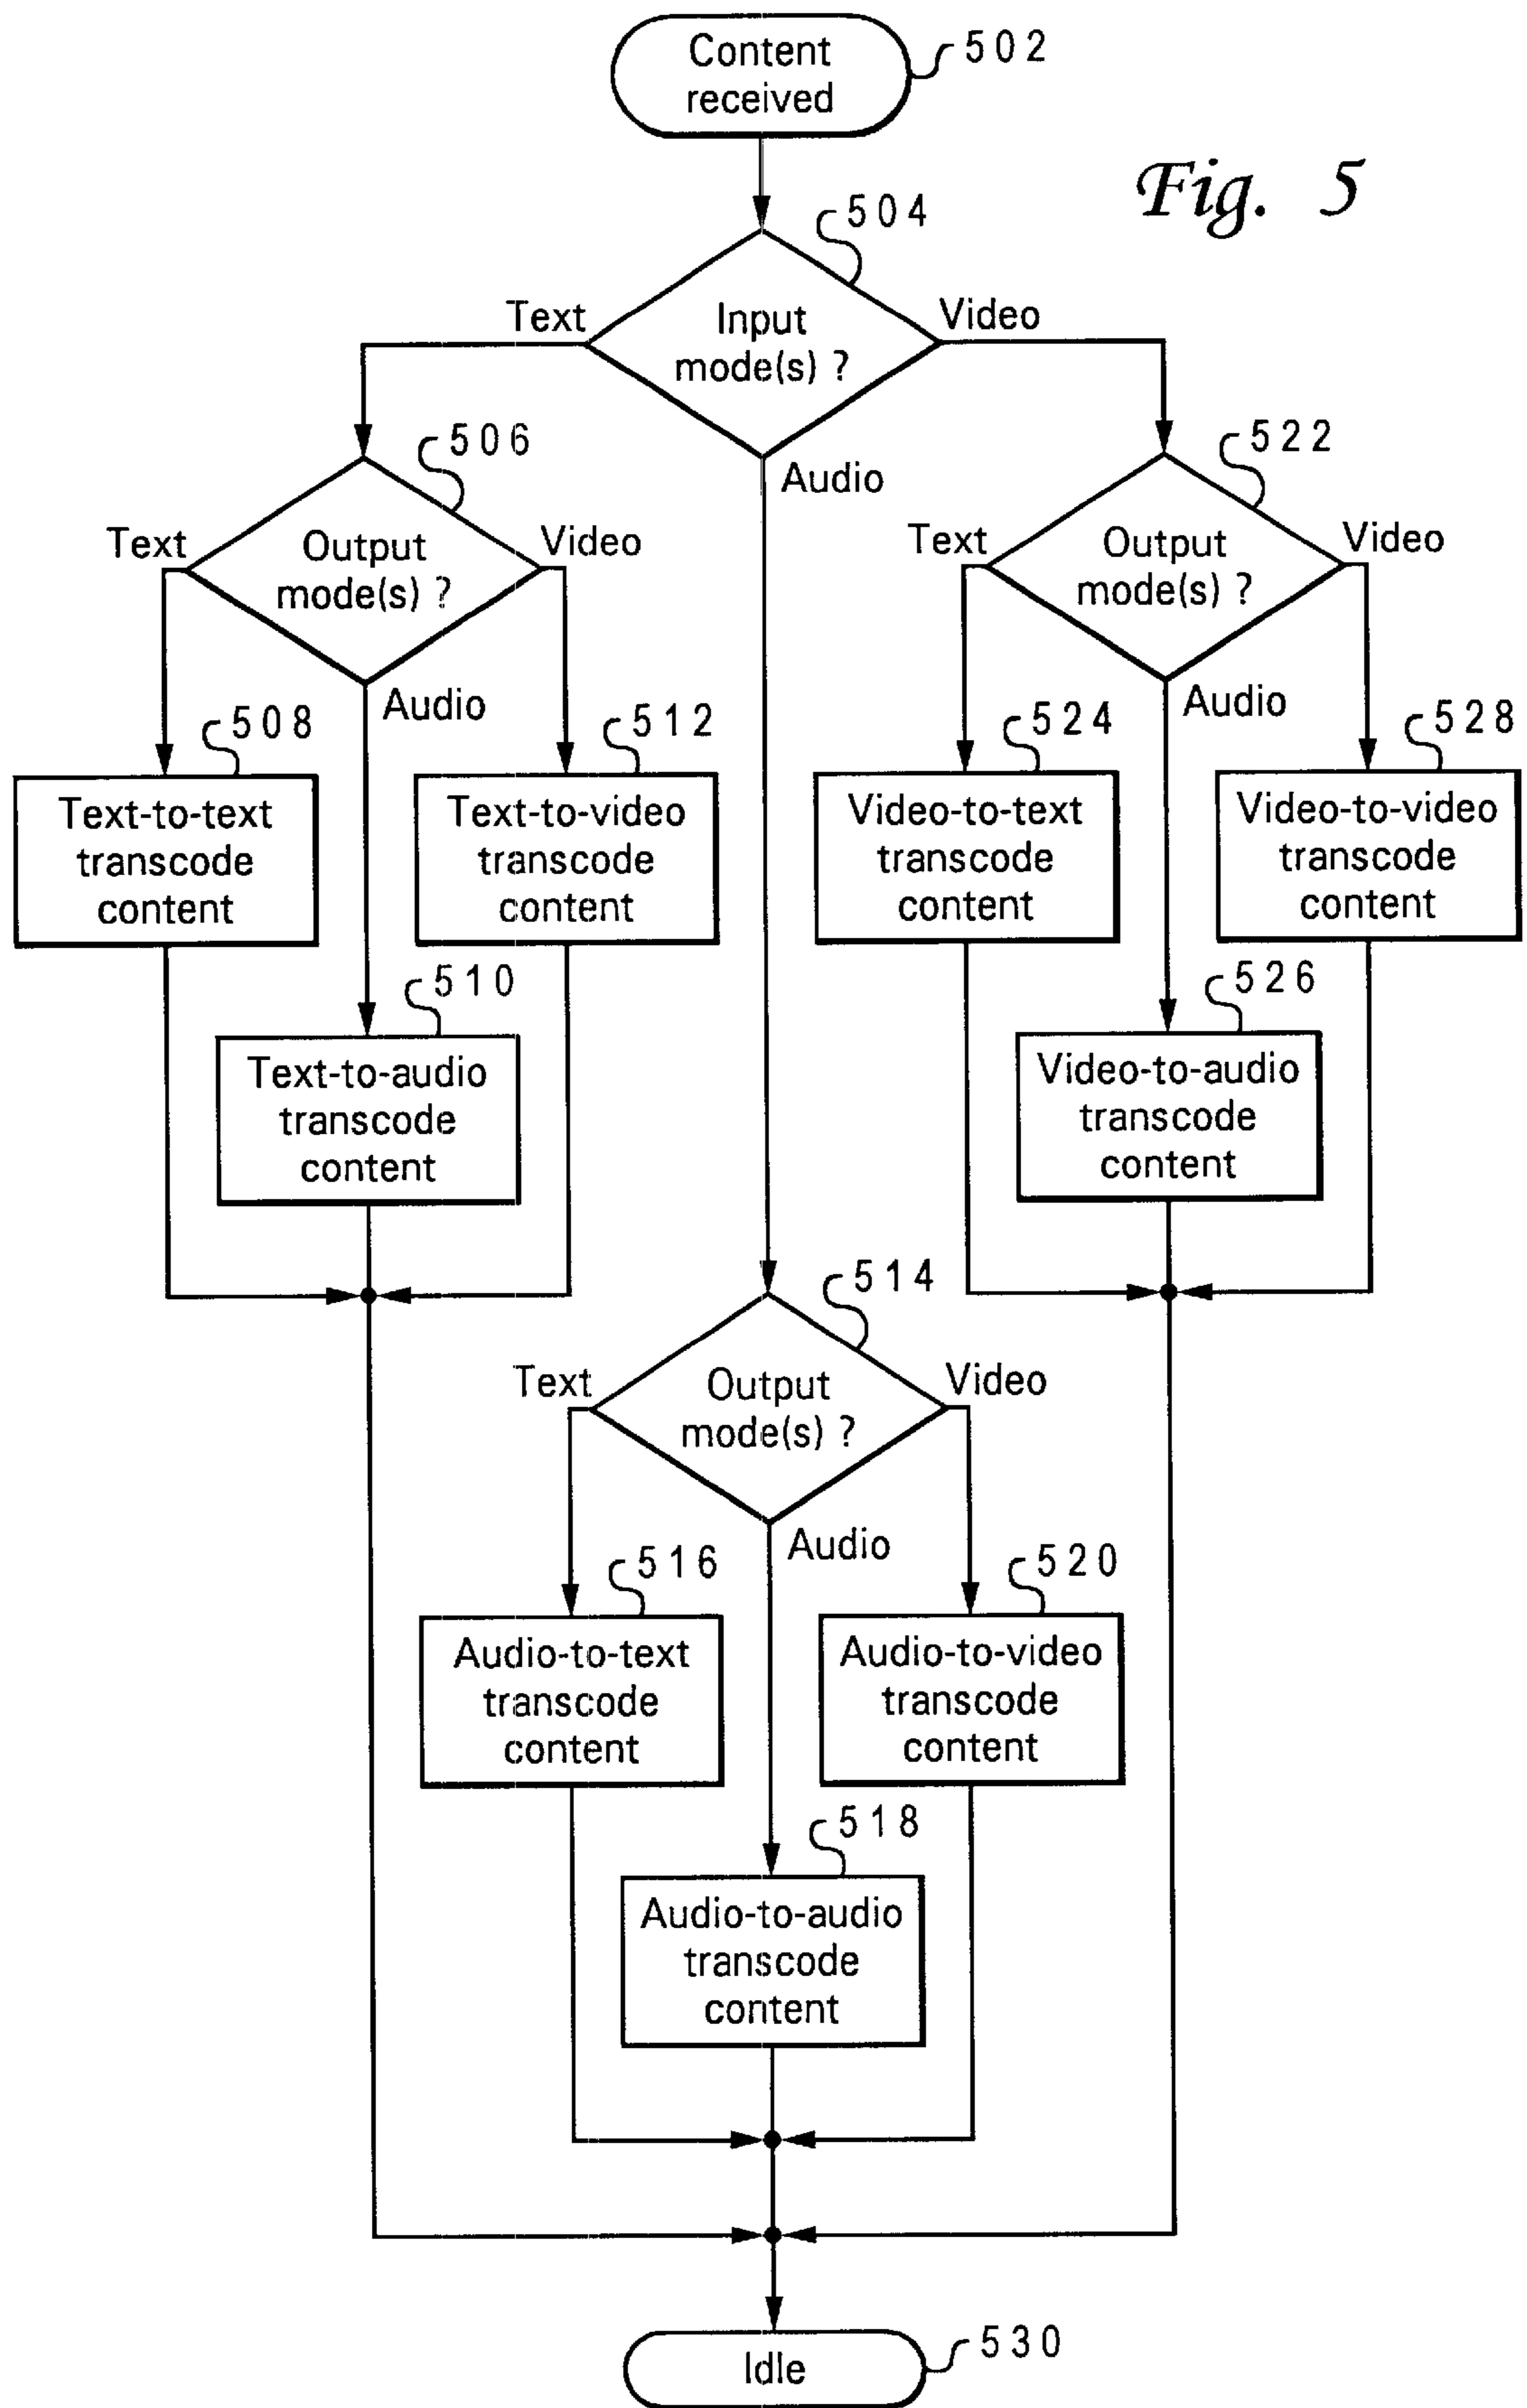 Content
received
502
Fig. 5
504
Input
mode(s) ?
Text
Video
Audio
506
Output
mode(s) ?
Text
Video
Audio
522
Output
mode(s) ?
Text
Video
Audio
508
Text-to-text
transcode
content
512
Text-to-video
transcode
content
524
Video-to-text
transcode
content
528
Video-to-video
transcode
content
510
Text-to-audio
transcode
content
526
Video-to-audio
transcode
content
514
Output
mode(s) ?
Text
Video
Audio
516
Audio-to-text
transcode
content
520
Audio-to-video
transcode
content
518
Audio-to-audio
transcode
content
Idle
530